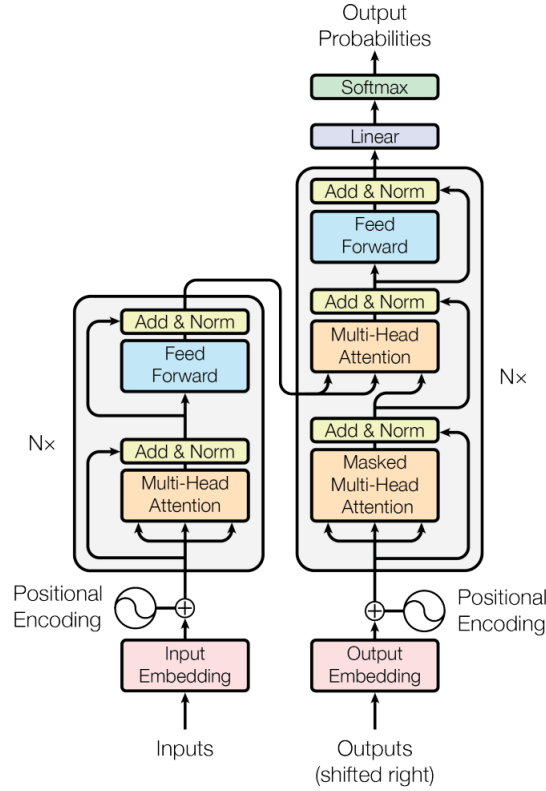 Output
Probabilities
Softmax
Linear
Add & Norm
Feed
Forward
Add & Norm
Multi-Head
Attention
Add & Norm
Masked
Multi-Head
Attention
N×
Add & Norm
Feed
Forward
Add & Norm
Multi-Head
Attention
N×
Positional
Encoding
Positional
Encoding
Input
Embedding
Output
Embedding
Inputs
Outputs
(shifted right)